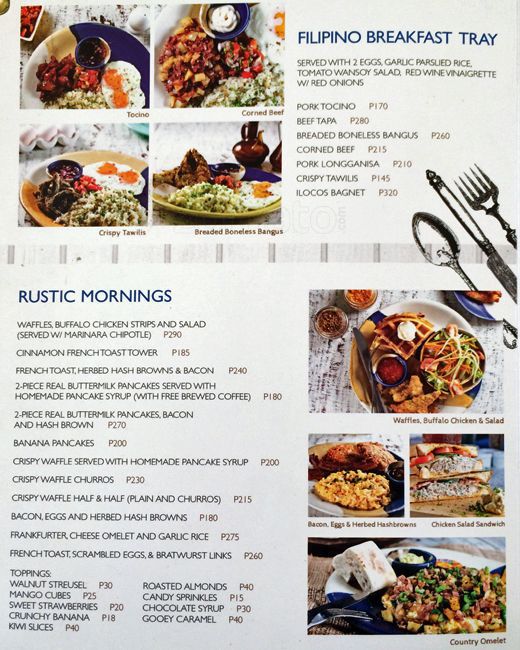 FILIPINO BREAKFAST TRAY
SERVED WITH 2 EGGS, GARLIC PARSLIED RICE,
TOMATO WANSOY SALAD, RED WINE VINAIGRETTE
W/ RED ONIONS
PORK TOCINO P170
BEEF TAPA P280
BREADED BONELESS BANGUS P260
CORNED BEEF P215
PORK LONGGANISA P210
CRISPY TAWILIS P145
ILOCOS BAGNET P320
Tocino
Corned Beef
Crispy Tawilis
Breaded Boneless Bangus
RUSTIC MORNINGS
WAFFLES, BUFFALO CHICKEN STRIPS AND SALAD
(SERVED W/ MARINARA CHIPOTLE) P290
CINNAMON FRENCH TOAST TOWER P185
FRENCH TOAST, HERBED HASH BROWNS & BACON P240
2-PIECE REAL BUTTERMILK PANCAKES SERVED WITH
HOMEMADE PANCAKE SYRUP (WITH FREE BREWED COFFEE) P180
2-PIECE REAL BUTTERMILK PANCAKES, BACON
AND HASH BROWN P270
BANANA PANCAKES P200
CRISPY WAFFLE SERVED WITH HOMEMADE PANCAKE SYRUP P200
CRISPY WAFFLE CHURROS P230
CRISPY WAFFLE HALF & HALF (PLAIN AND CHURROS) P215
BACON, EGGS AND HERBED HASH BROWNS P180
FRANKFURTER, CHEESE OMELET AND GARLIC RICE P275
FRENCH TOAST, SCRAMBLED EGGS, & BRATWURST LINKS P260
TOPPINGS:
WALNUT STREUSEL P30
MANGO CUBES P25
SWEET STRAWBERRIES P20
CRUNCHY BANANA P18
KIWI SLICES P40
ROASTED ALMONDS P40
CANDY SPRINKLES P15
CHOCOLATE SYRUP P30
GOOEY CARAMEL P40
Waffles, Buffalo Chicken & Salad
Bacon, Eggs & Herbed Hashbrowns
Chicken Salad Sandwich
Country Omelet